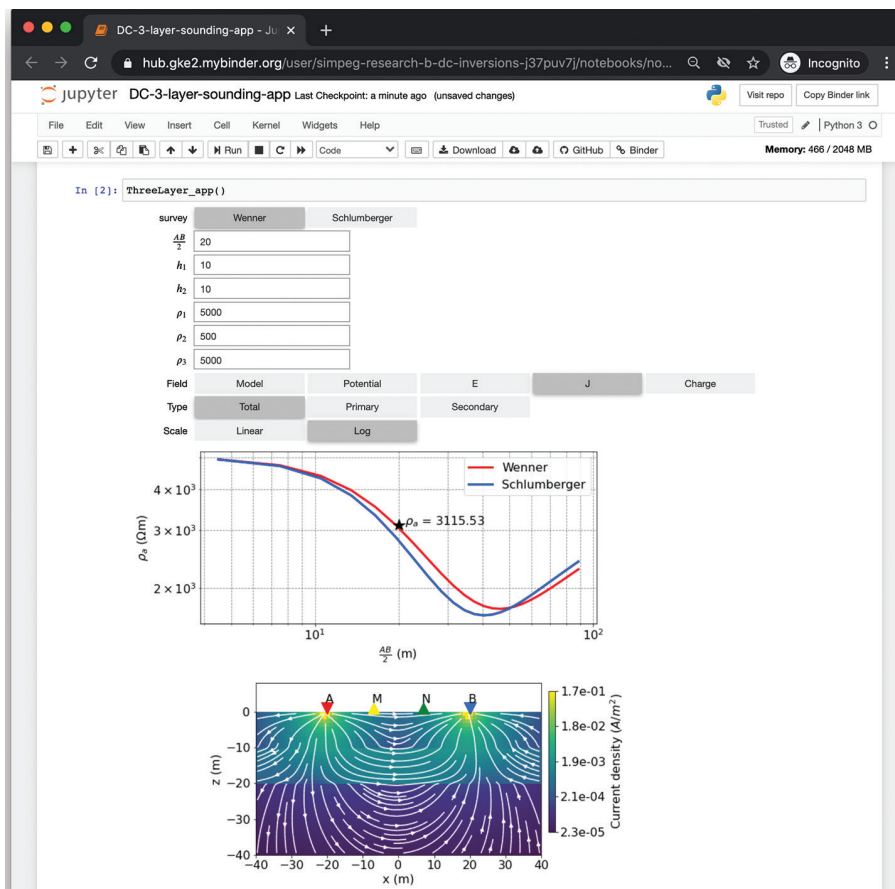 DC-3-layer-sounding-app - Ju
hub.gke2.mybinder.org/user/simpeg-research-b-dc-inversions-j37puv7j/notebooks/no... Incognito
jupyter DC-3-layer-sounding-app Last Checkpoint: a minute ago (unsaved changes) Visit repo Copy Binder link
File Edit View Insert Cell Kernel Widgets Help Trusted Python 3
Run Code Download GitHub Binder Memory: 466 / 2048 MB
In [2]: ThreeLayer_app()
survey Wenner Schlumberger
AB/2 20
h₁ 10
h₂ 10
ρ₁ 5000
ρ₂ 500
ρ₃ 5000
Field Model Potential E J Charge
Type Total Primary Secondary
Scale Linear Log
Wenner
Schlumberger
4 × 10³
3 × 10³
2 × 10³
ρₐ (Ωm)
ρₐ = 3115.53
10¹ 10²
AB/2 (m)
A M N B
0
−10
−20
−30
−40
z (m)
−40 −30 −20 −10 0 10 20 30 40
x (m)
1.7e-01
1.8e-02
1.9e-03
2.1e-04
2.3e-05
Current density (A/m²)